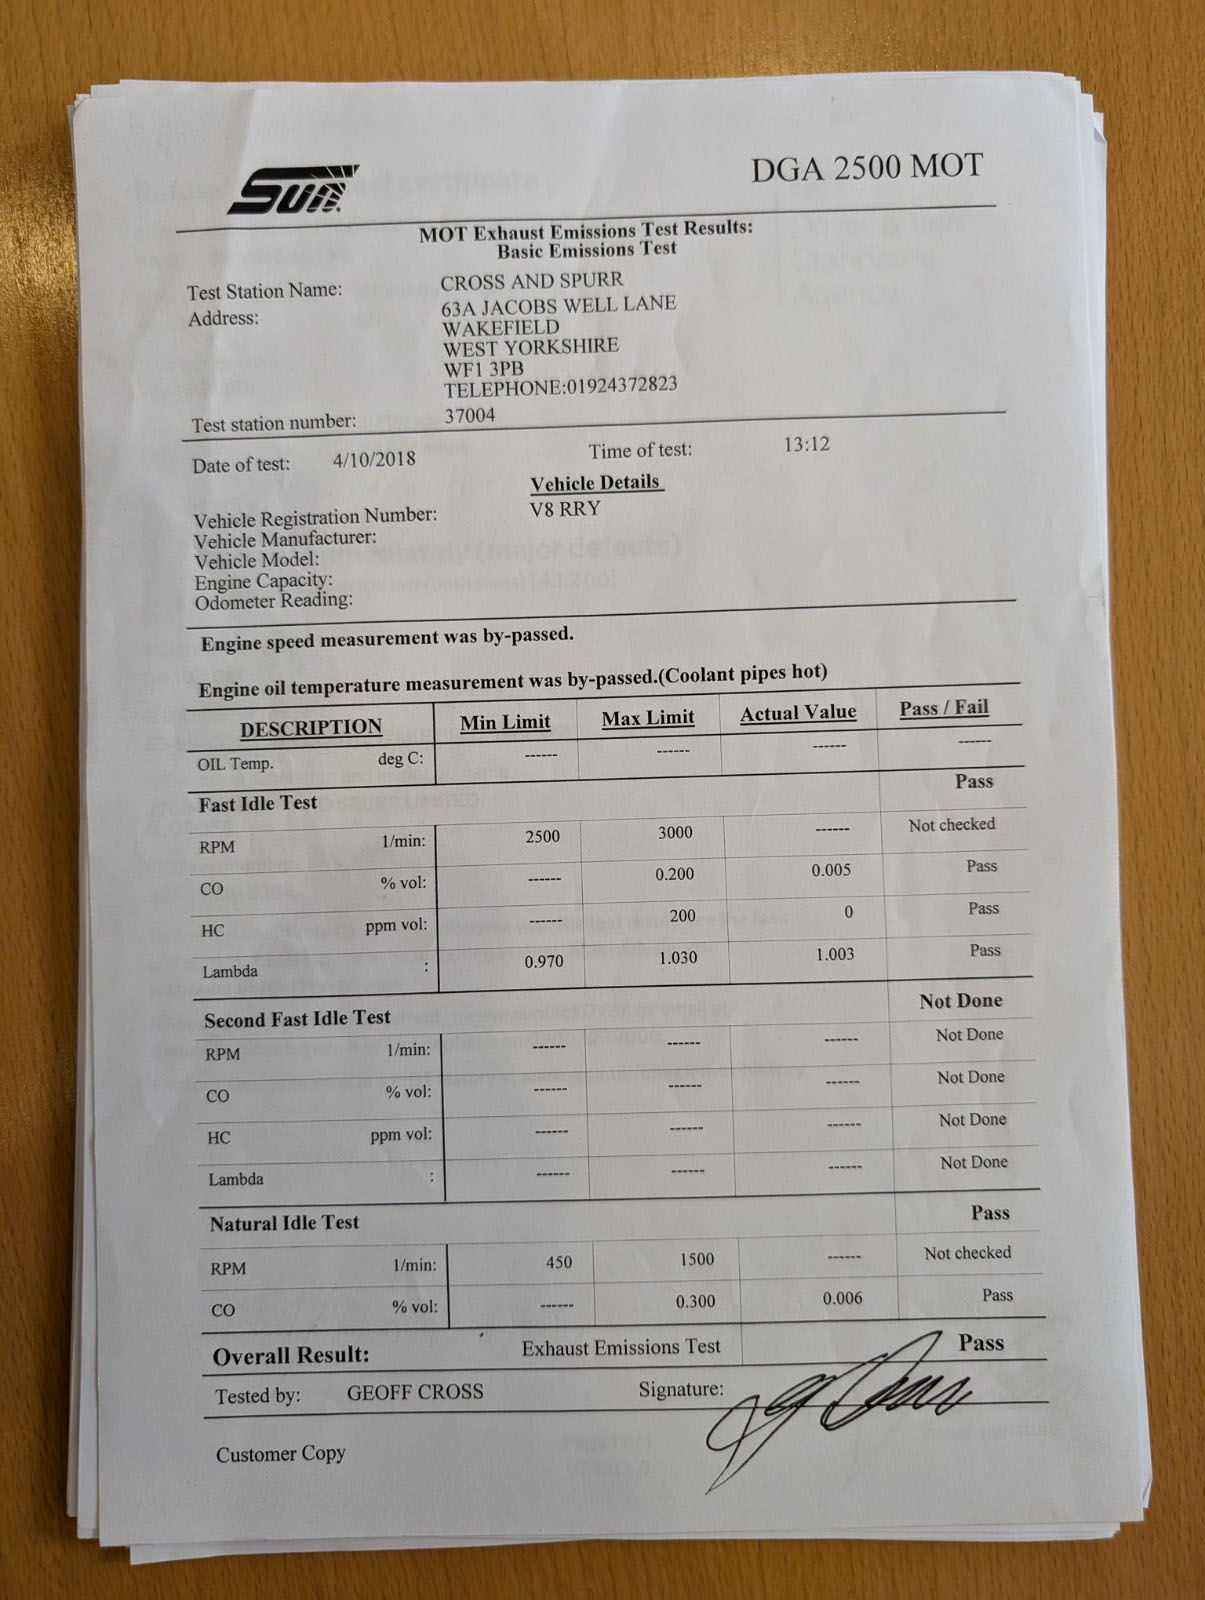 Sun
DGA 2500 MOT
MOT Exhaust Emissions Test Results:
Basic Emissions Test
Test Station Name: CROSS AND SPURR
Address: 63A JACOBS WELL LANE
WAKEFIELD
WEST YORKSHIRE
WF1 3PB
TELEPHONE:01924372823
Test station number: 37004
Date of test: 4/10/2018 Time of test: 13:12
Vehicle Details
Vehicle Registration Number: V8 RRY
Vehicle Manufacturer:
Vehicle Model:
Engine Capacity:
Odometer Reading:
Engine speed measurement was by-passed.
Engine oil temperature measurement was by-passed.(Coolant pipes hot)
DESCRIPTION Min Limit Max Limit Actual Value Pass / Fail
OIL Temp. deg C: ------ ------ ------ ------
Fast Idle Test Pass
RPM 1/min: 2500 3000 ------ Not checked
CO % vol: ------ 0.200 0.005 Pass
HC ppm vol: ------ 200 0 Pass
Lambda : 0.970 1.030 1.003 Pass
Second Fast Idle Test Not Done
RPM 1/min: ------ ------ ------ Not Done
CO % vol: ------ ------ ------ Not Done
HC ppm vol: ------ ------ ------ Not Done
Lambda : ------ ------ ------ Not Done
Natural Idle Test Pass
RPM 1/min: 450 1500 ------ Not checked
CO % vol: ------ 0.300 0.006 Pass
Overall Result: Exhaust Emissions Test Pass
Tested by: GEOFF CROSS Signature:
Customer Copy